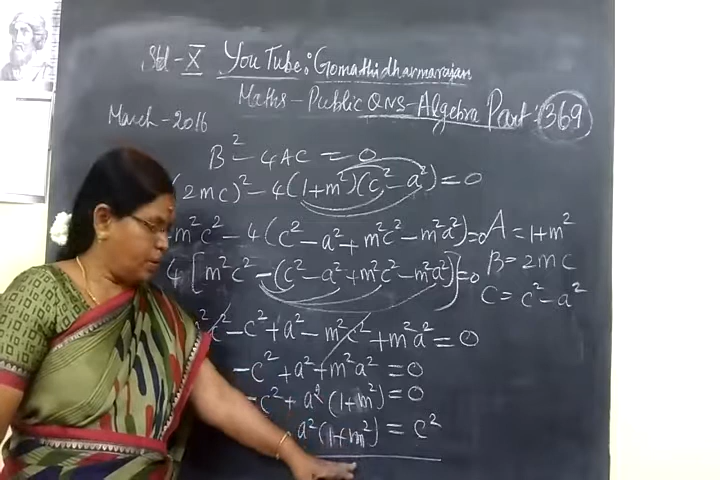 Std - X YouTube: Gomathidharmarajan
Maths - Public QNS - Algebra Part: 369
March - 2016
B² - 4AC = 0
(2mc)² - 4(1+m²)(c² - a²) = 0
m²c² - 4(c² - a² + m²c² - m²a²) = 0
4[m²c² - (c² - a² + m²c² - m²a²)] = 0
A = 1+m²
B = 2mc
C = c² - a²
c² - c² + a² - m²c² + m²a² = 0
-c² + a² + m²a² = 0
-c² + a²(1+m²) = 0
a²(1+m²) = c²